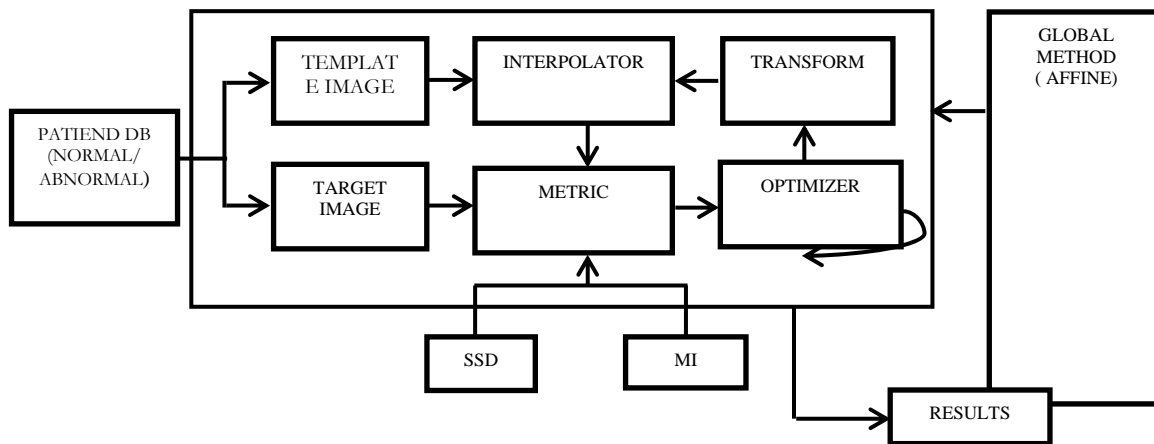 PATIEND DB
(NORMAL/
ABNORMAL)
TEMPLAT
E IMAGE
INTERPOLATOR
TRANSFORM
TARGET
IMAGE
METRIC
OPTIMIZER
SSD
MI
GLOBAL
METHOD
( AFFINE)
RESULTS